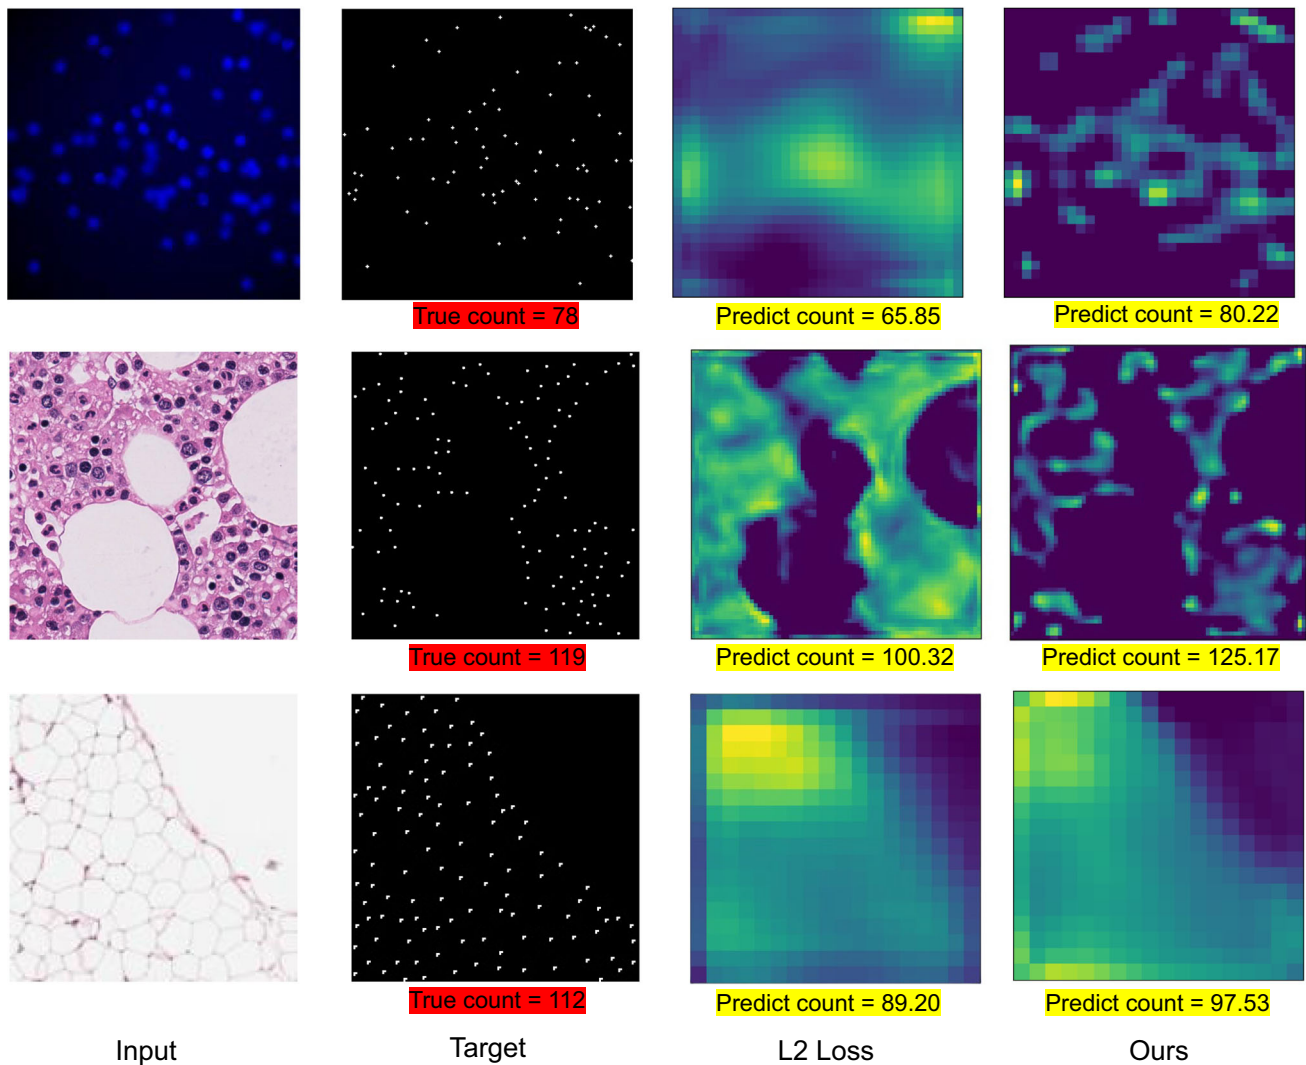 True count = 78
Predict count = 65.85
Predict count = 80.22
True count = 119
Predict count = 100.32
Predict count = 125.17
True count = 112
Predict count = 89.20
Predict count = 97.53
Input
Target
L2 Loss
Ours